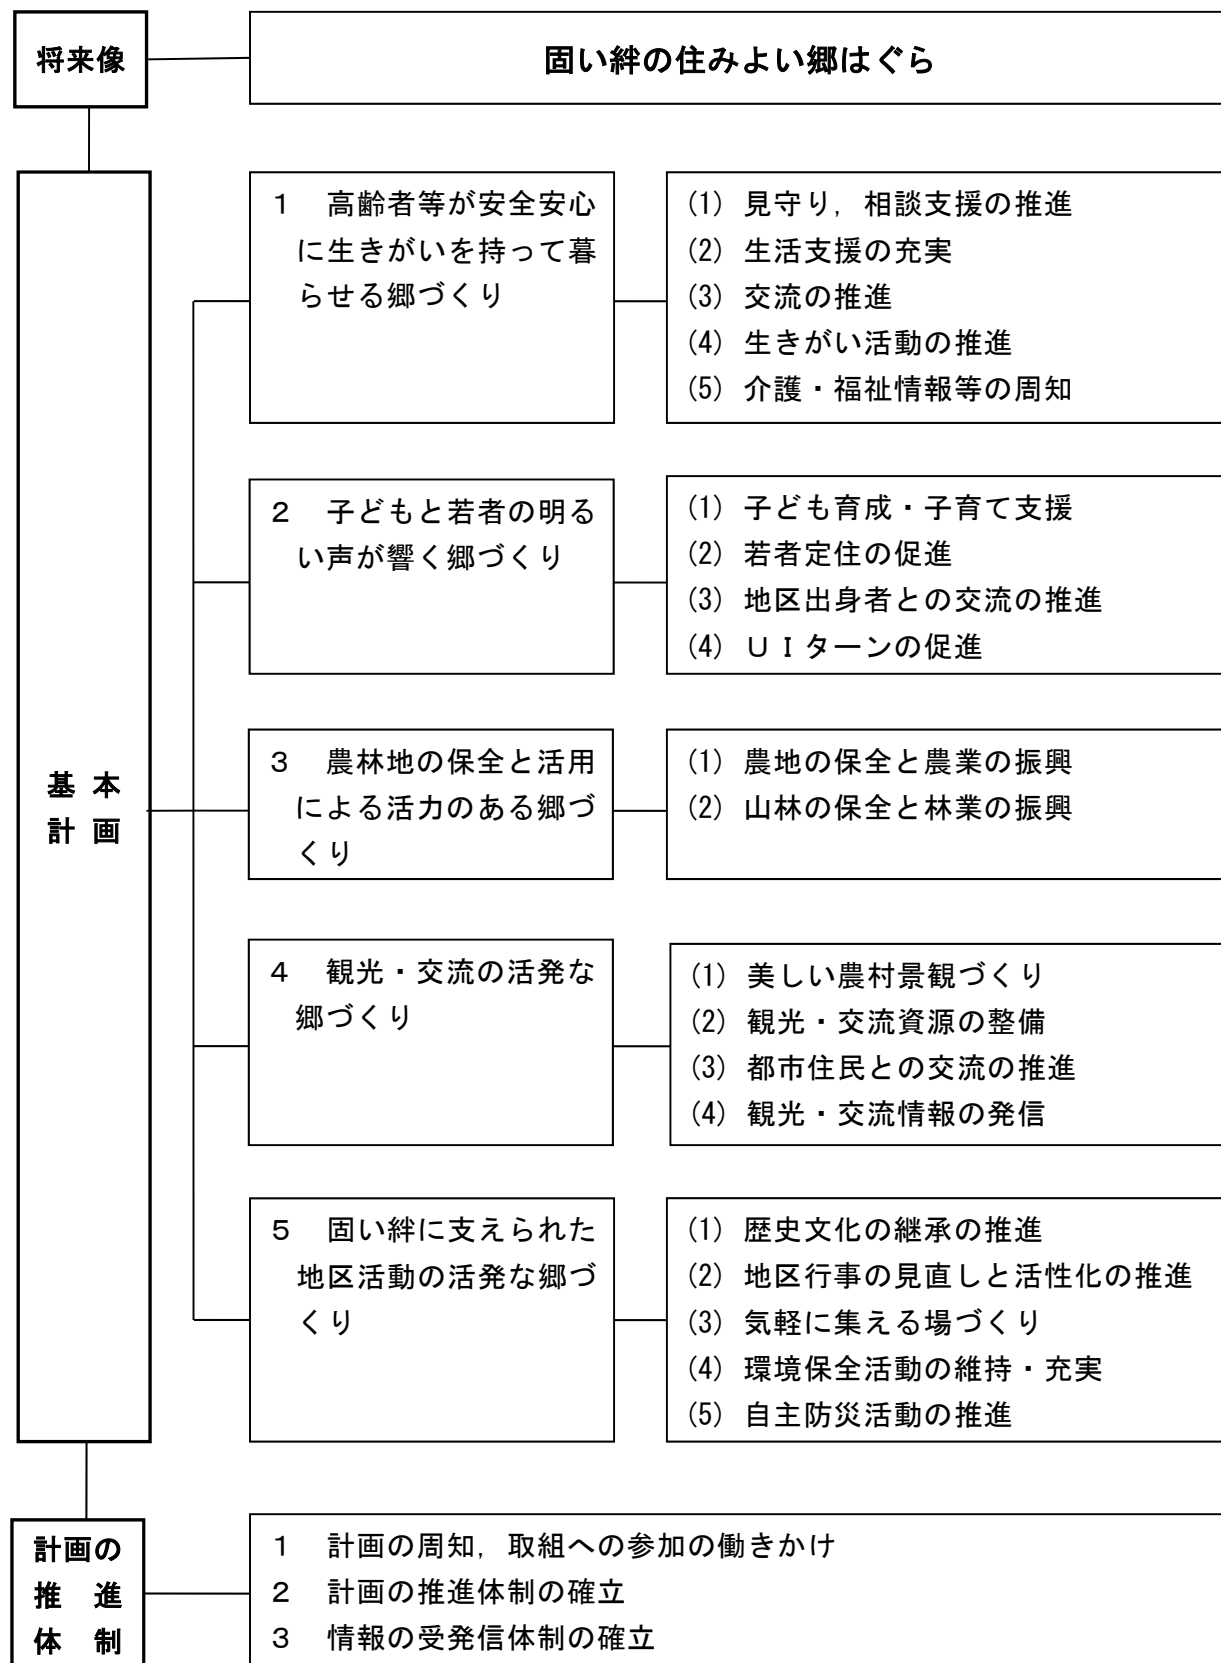 将来像
固い絆の住みよい郷はぐら
基本
計画
1 高齢者等が安全安心
に生きがいを持って暮
らせる郷づくり
(1) 見守り，相談支援の推進
(2) 生活支援の充実
(3) 交流の推進
(4) 生きがい活動の推進
(5) 介護・福祉情報等の周知
2 子どもと若者の明る
い声が響く郷づくり
(1) 子ども育成・子育て支援
(2) 若者定住の促進
(3) 地区出身者との交流の推進
(4) ＵＩターンの促進
3 農林地の保全と活用
による活力のある郷づ
くり
(1) 農地の保全と農業の振興
(2) 山林の保全と林業の振興
4 観光・交流の活発な
郷づくり
(1) 美しい農村景観づくり
(2) 観光・交流資源の整備
(3) 都市住民との交流の推進
(4) 観光・交流情報の発信
5 固い絆に支えられた
地区活動の活発な郷づ
くり
(1) 歴史文化の継承の推進
(2) 地区行事の見直しと活性化の推進
(3) 気軽に集える場づくり
(4) 環境保全活動の維持・充実
(5) 自主防災活動の推進
計画の
推進
体制
1 計画の周知，取組への参加の働きかけ
2 計画の推進体制の確立
3 情報の受発信体制の確立